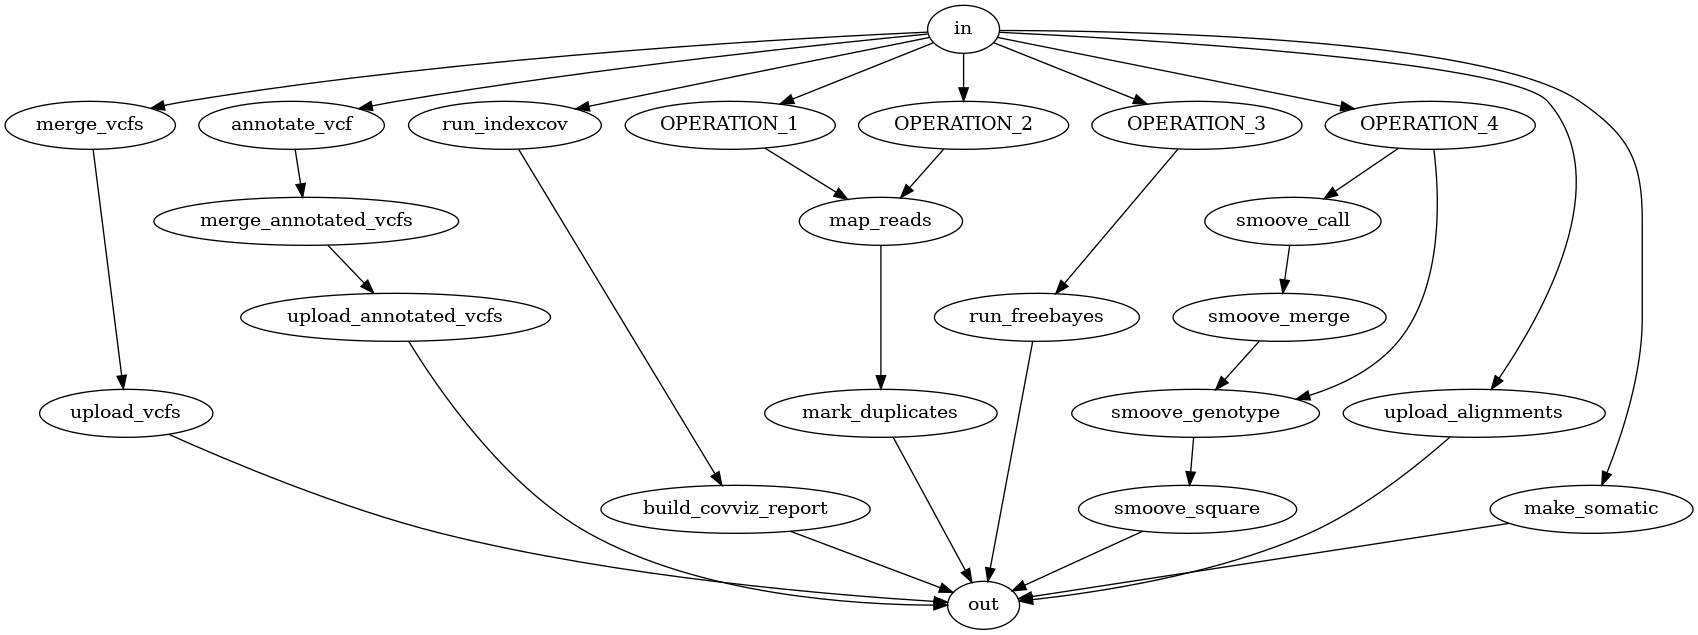 in
merge_vcfs
annotate_vcf
run_indexcov
OPERATION_1
OPERATION_2
OPERATION_3
OPERATION_4
merge_annotated_vcfs
map_reads
smoove_call
upload_annotated_vcfs
run_freebayes
smoove_merge
upload_vcfs
mark_duplicates
smoove_genotype
upload_alignments
build_covviz_report
smoove_square
make_somatic
out